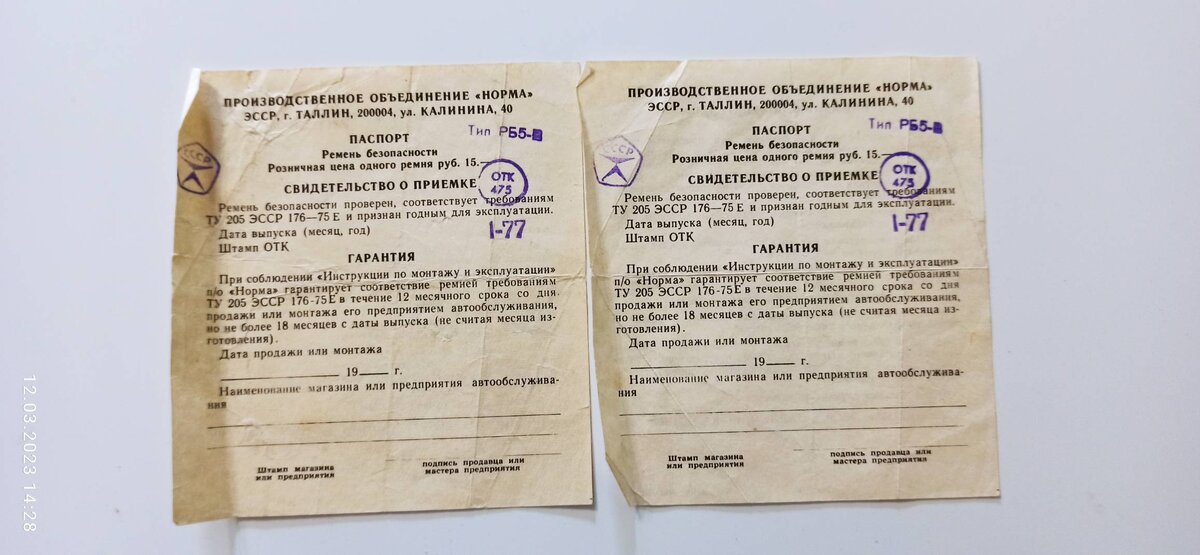 ПРОИЗВОДСТВЕННОЕ ОБЪЕДИНЕНИЕ «НОРМА»
ЭССР, г. ТАЛЛИН, 200004, ул. КАЛИНИНА, 40
ПАСПОРТ
Тип РБ5-В
Ремень безопасности
Розничная цена одного ремня руб. 15.—
СССР
ОТК
475
СВИДЕТЕЛЬСТВО О ПРИЕМКЕ
Ремень безопасности проверен, соответствует требованиям
ТУ 205 ЭССР 176—75 Е и признан годным для эксплуатации.
Дата выпуска (месяц, год)
I-77
Штамп ОТК
ГАРАНТИЯ
При соблюдении «Инструкции по монтажу и эксплуатации»
п/о «Норма» гарантирует соответствие ремней требованиям
ТУ 205 ЭССР 176-75 Е в течение 12 месячного срока со дня
продажи или монтажа его предприятием автообслуживания,
но не более 18 месяцев с даты выпуска (не считая месяца из-
готовления).
Дата продажи или монтажа
19 г.
Наименование магазина или предприятия автообслужива-
ния
Штамп магазина
или предприятия
подпись продавца или
мастера предприятия
ПРОИЗВОДСТВЕННОЕ ОБЪЕДИНЕНИЕ «НОРМА»
ЭССР, г. ТАЛЛИН, 200004, ул. КАЛИНИНА, 40
ПАСПОРТ
Тип РБ5-В
Ремень безопасности
Розничная цена одного ремня руб. 15.—
СССР
ОТК
475
СВИДЕТЕЛЬСТВО О ПРИЕМКЕ
Ремень безопасности проверен, соответствует требованиям
ТУ 205 ЭССР 176—75 Е и признан годным для эксплуатации.
Дата выпуска (месяц, год)
I-77
Штамп ОТК
ГАРАНТИЯ
При соблюдении «Инструкции по монтажу и эксплуатации»
п/о «Норма» гарантирует соответствие ремней требованиям
ТУ 205 ЭССР 176-75 Е в течение 12 месячного срока со дня
продажи или монтажа его предприятием автообслуживания,
но не более 18 месяцев с даты выпуска (не считая месяца из-
готовления).
Дата продажи или монтажа
19 г.
Наименование магазина или предприятия автообслужива-
ния
Штамп магазина
или предприятия
подпись продавца или
мастера предприятия
12.03.2023 14:28